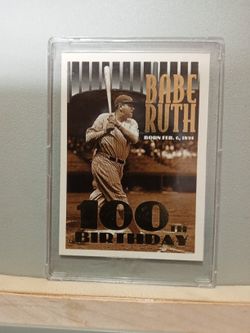 BABE
RUTH
BORN FEB. 6, 1895
100TH
BIRTHDAY